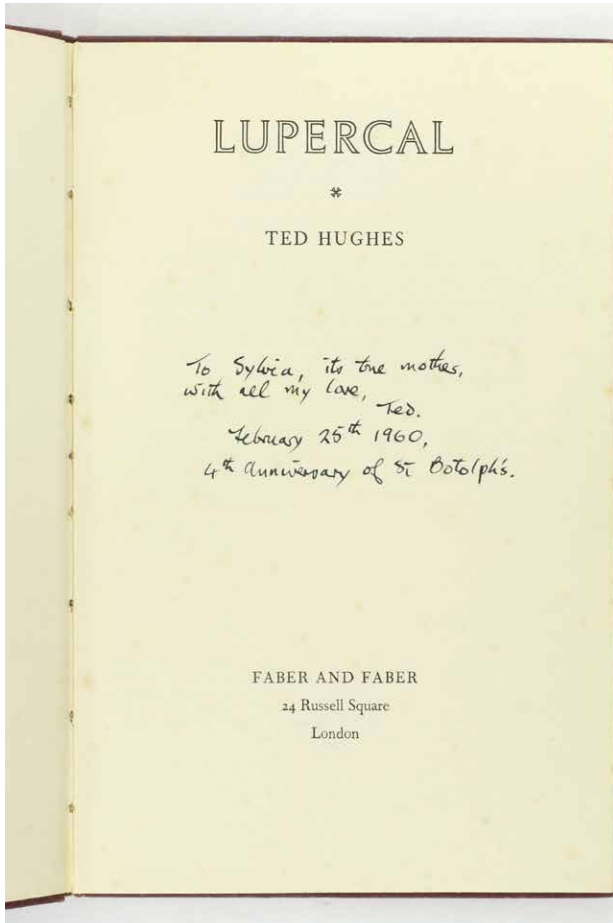 LUPERCAL
TED HUGHES
To Sylvia, its true mother,
with all my love,
Ted.
February 25th 1960,
4th anniversary of St Botolph's.
FABER AND FABER
24 Russell Square
London